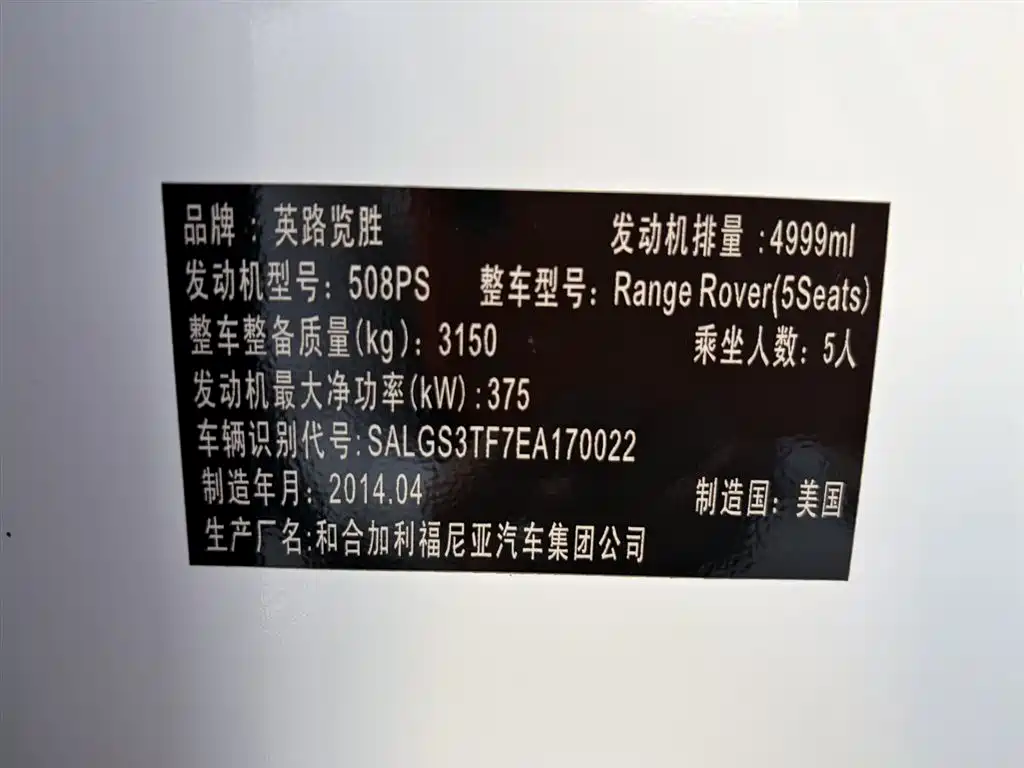 品牌：英路览胜 发动机排量:4999ml
发动机型号：508PS 整车型号：Range Rover(5Seats)
整车整备质量(kg)：3150 乘坐人数：5人
发动机最大净功率(kW):375
车辆识别代号:SALGS3TF7EA170022
制造年月：2014.04 制造国：美国
生产厂名:和合加利福尼亚汽车集团公司